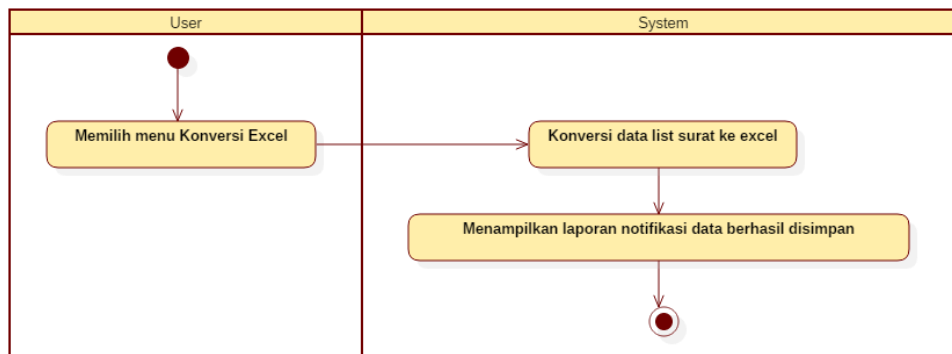 User
System
Memilih menu Konversi Excel
Konversi data list surat ke excel
Menampilkan laporan notifikasi data berhasil disimpan